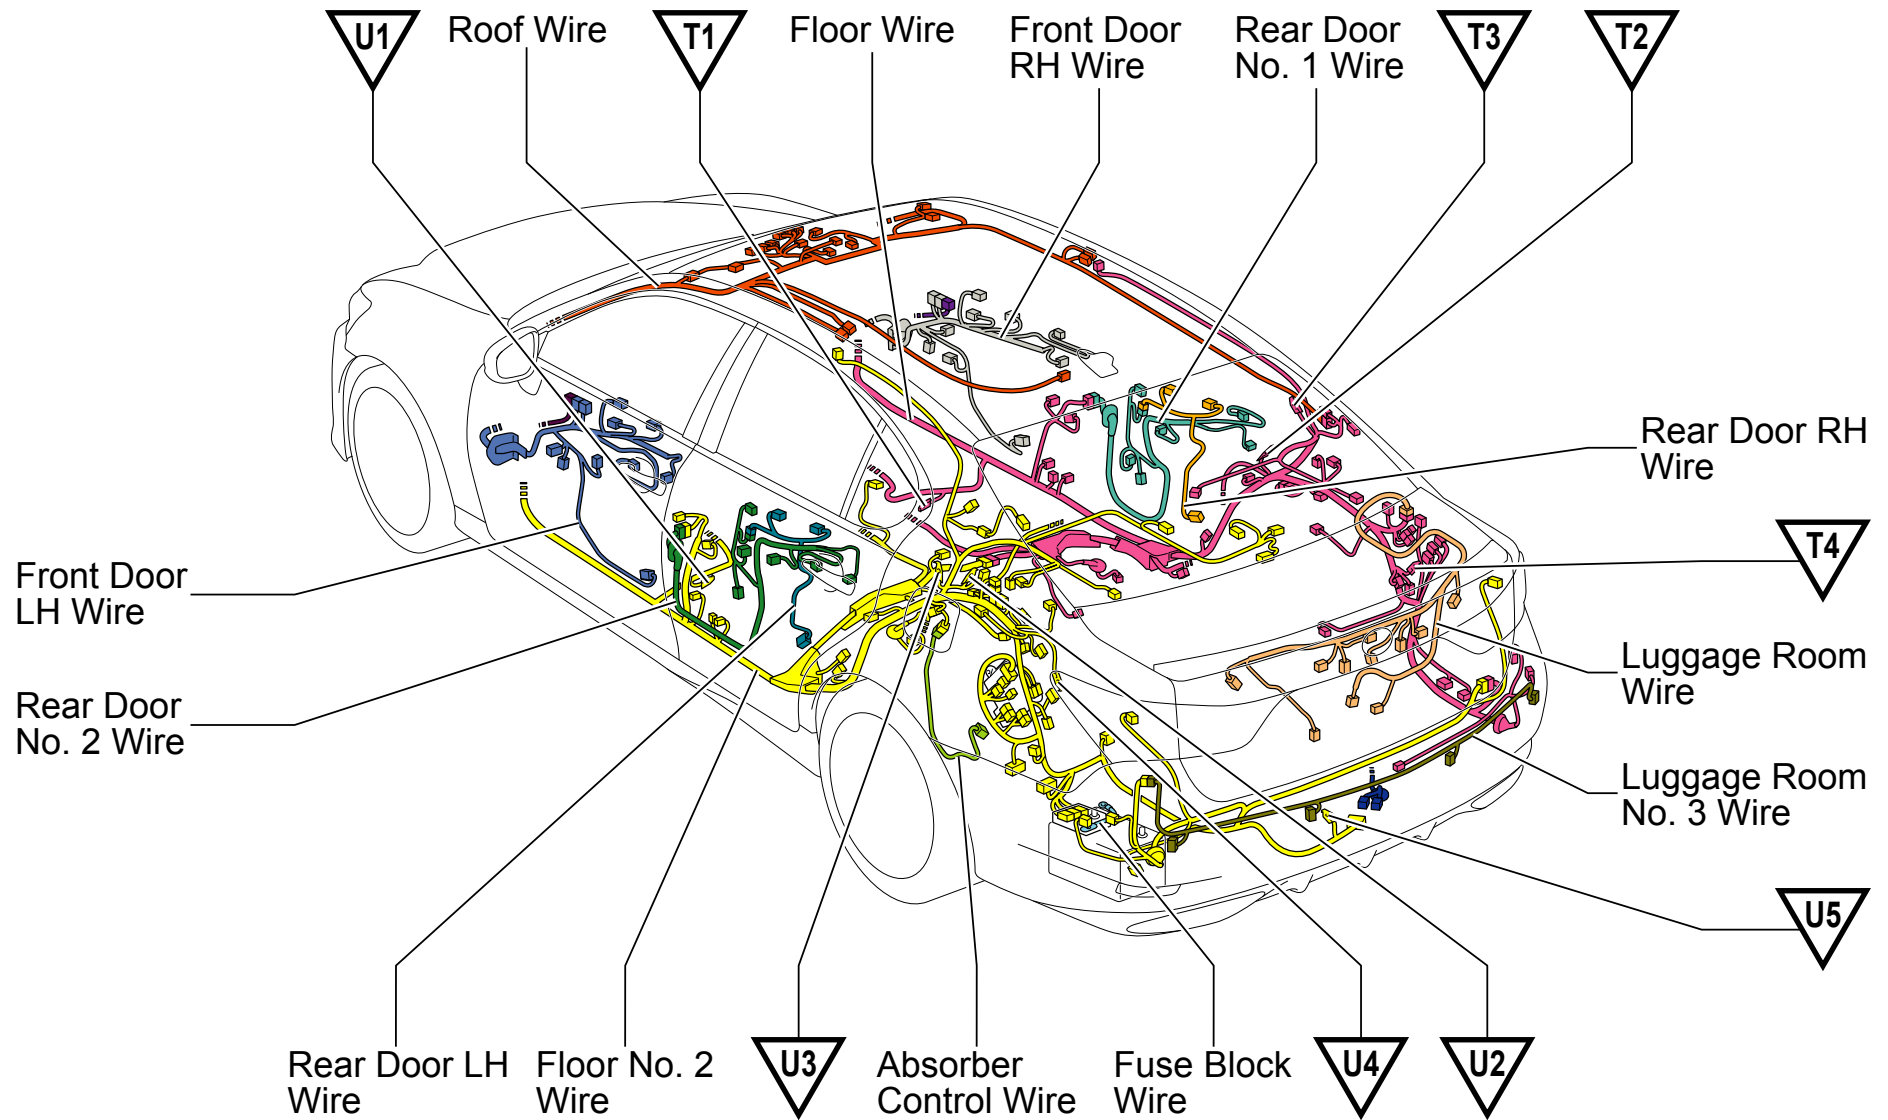 U1
Roof Wire
T1
Floor Wire
Front Door
RH Wire
Rear Door
No. 1 Wire
T3
T2
Rear Door RH
Wire
T4
Front Door
LH Wire
Luggage Room
Wire
Rear Door
No. 2 Wire
Luggage Room
No. 3 Wire
U5
Rear Door LH
Wire
Floor No. 2
Wire
U3
Absorber
Control Wire
Fuse Block
Wire
U4
U2